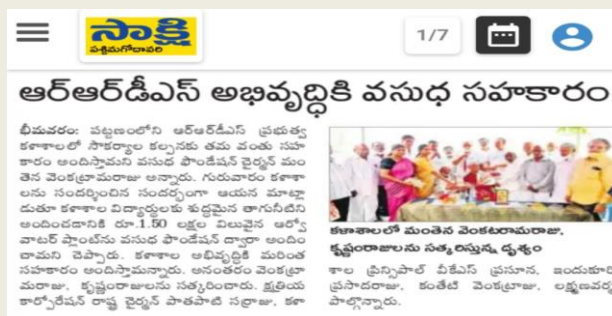 సాక్షి
పశ్చిమగోదావరి
1/7
ఆర్ఆర్‌డీఎస్ అభివృద్ధికి వసుధ సహకారం
భీమవరం: పట్టణంలోని ఆర్ఆర్‌డీఎస్ ప్రభుత్వ
కళాశాలలో సౌకర్యాల కల్పనకు తమ వంతు సహ
కారం అందిస్తామని వసుధ ఫౌండేషన్ చైర్మన్ మం
తెన వెంకట్రామరాజు అన్నారు. గురువారం కళాశా
లను సందర్శించిన సందర్భంగా ఆయన మాట్లా
డుతూ కళాశాల విద్యార్థులకు శుద్ధమైన తాగునీటిని
అందించడానికి రూ.1.50 లక్షల విలువైన ఆర్వో
వాటర్ ప్లాంట్‌ను వసుధ ఫౌండేషన్ ద్వారా అందిం
చామని చెప్పారు. కళాశాల అభివృద్ధికి మరింత
సహకారం అందిస్తామన్నారు. అనంతరం వెంకట్రా
మరాజు, కృష్ణంరాజులను సత్కరించారు. క్షత్రియ
కార్పోరేషన్ రాష్ట్ర చైర్మన్ పాతపాటి సర్రాజు, కళా
కళాశాలలో మంతెన వెంకటరామరాజు,
కృష్ణంరాజులను సత్కరిస్తున్న దృశ్యం
శాల ప్రిన్సిపాల్ వీకేఎస్ ప్రసూన, ఇందుకూరి
ప్రసాదరాజు, కంతేటి వెంకట్రాజు, లక్ష్మణవర్మ
పాల్గొన్నారు.